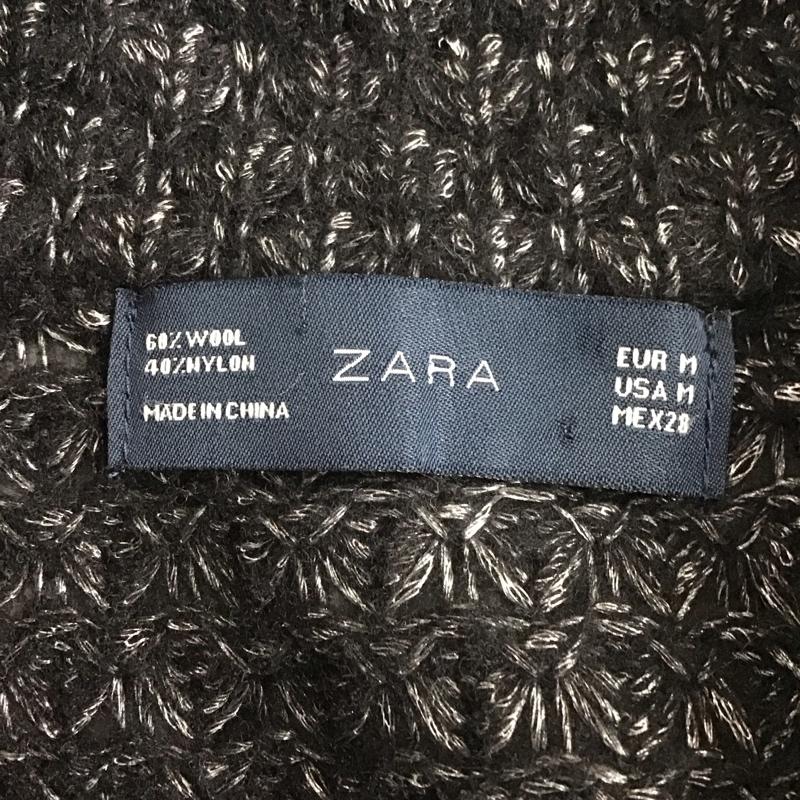 60% WOOL
40% NYLON
MADE IN CHINA
ZARA
EUR M
USA M
MEX 28